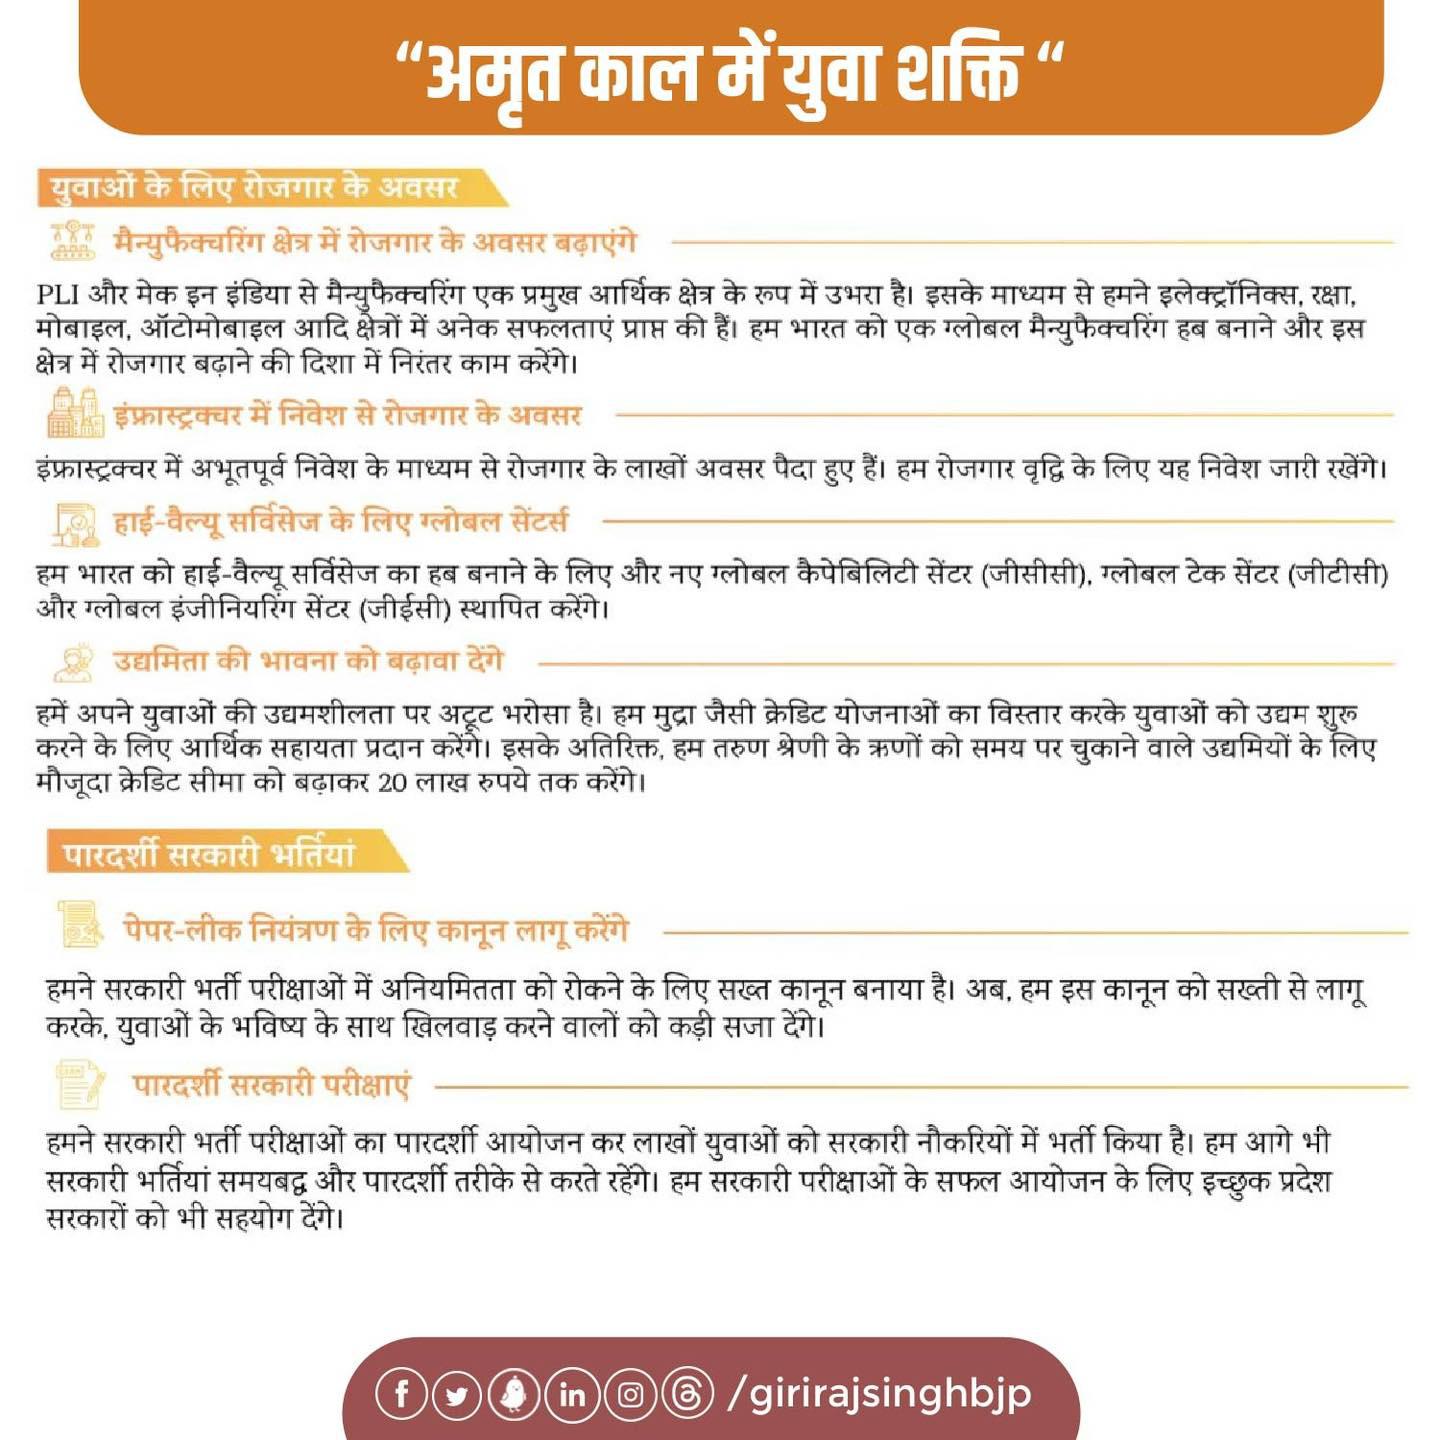 “अमृत काल में युवा शक्ति “
युवाओं के लिए रोजगार के अवसर
मैन्युफैक्चरिंग क्षेत्र में रोजगार के अवसर बढ़ाएंगे
PLI और मेक इन इंडिया से मैन्युफैक्चरिंग एक प्रमुख आर्थिक क्षेत्र के रूप में उभरा है। इसके माध्यम से हमने इलेक्ट्रॉनिक्स, रक्षा,
मोबाइल, ऑटोमोबाइल आदि क्षेत्रों में अनेक सफलताएं प्राप्त की हैं। हम भारत को एक ग्लोबल मैन्युफैक्चरिंग हब बनाने और इस
क्षेत्र में रोजगार बढ़ाने की दिशा में निरंतर काम करेंगे।
इंफ्रास्ट्रक्चर में निवेश से रोजगार के अवसर
इंफ्रास्ट्रक्चर में अभूतपूर्व निवेश के माध्यम से रोजगार के लाखों अवसर पैदा हुए हैं। हम रोजगार वृद्धि के लिए यह निवेश जारी रखेंगे।
हाई-वैल्यू सर्विसेज के लिए ग्लोबल सेंटर्स
हम भारत को हाई-वैल्यू सर्विसेज का हब बनाने के लिए और नए ग्लोबल कैपेबिलिटी सेंटर (जीसीसी), ग्लोबल टेक सेंटर (जीटीसी)
और ग्लोबल इंजीनियरिंग सेंटर (जीईसी) स्थापित करेंगे।
उद्यमिता की भावना को बढ़ावा देंगे
हमें अपने युवाओं की उद्यमशीलता पर अटूट भरोसा है। हम मुद्रा जैसी क्रेडिट योजनाओं का विस्तार करके युवाओं को उद्यम शुरू
करने के लिए आर्थिक सहायता प्रदान करेंगे। इसके अतिरिक्त, हम तरुण श्रेणी के ऋणों को समय पर चुकाने वाले उद्यमियों के लिए
मौजूदा क्रेडिट सीमा को बढ़ाकर 20 लाख रुपये तक करेंगे।
पारदर्शी सरकारी भर्तियां
पेपर-लीक नियंत्रण के लिए कानून लागू करेंगे
हमने सरकारी भर्ती परीक्षाओं में अनियमितता को रोकने के लिए सख्त कानून बनाया है। अब, हम इस कानून को सख्ती से लागू
करके, युवाओं के भविष्य के साथ खिलवाड़ करने वालों को कड़ी सजा देंगे।
पारदर्शी सरकारी परीक्षाएं
हमने सरकारी भर्ती परीक्षाओं का पारदर्शी आयोजन कर लाखों युवाओं को सरकारी नौकरियों में भर्ती किया है। हम आगे भी
सरकारी भर्तियां समयबद्ध और पारदर्शी तरीके से करते रहेंगे। हम सरकारी परीक्षाओं के सफल आयोजन के लिए इच्छुक प्रदेश
सरकारों को भी सहयोग देंगे।
/girirajsinghbjp